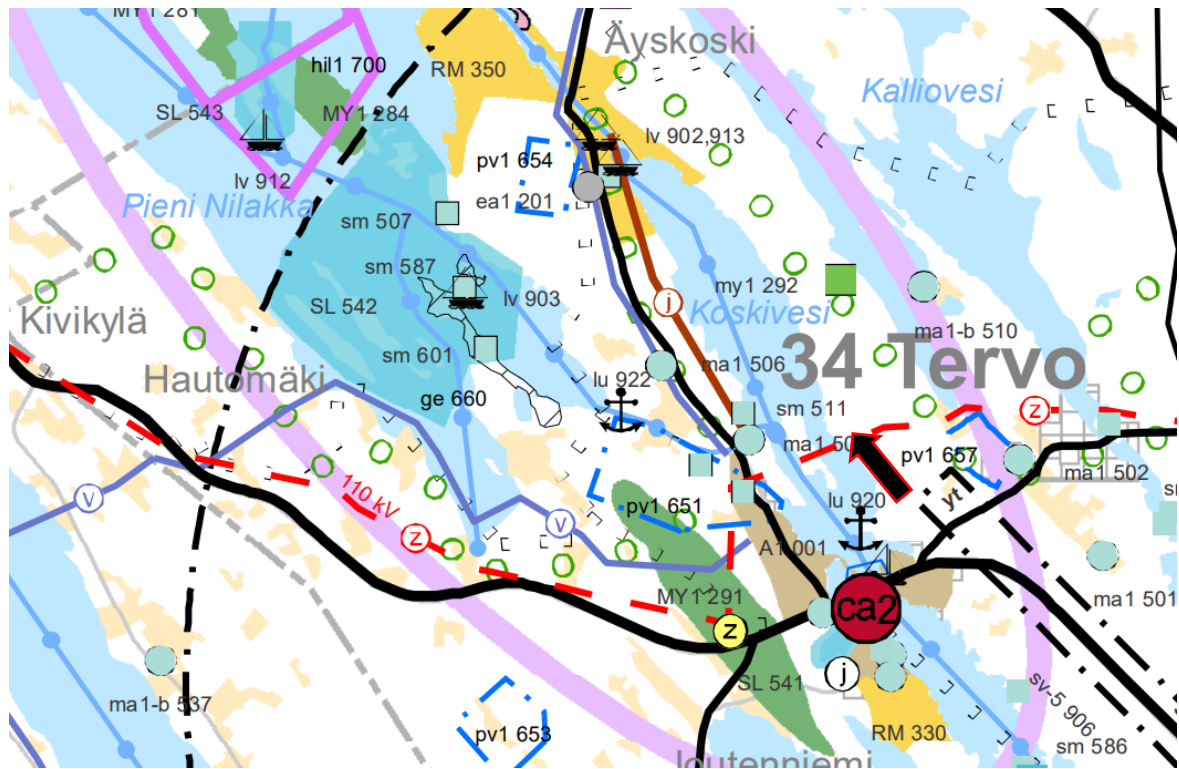 MY1 281
Äyskoski
hil1 700
RM 350
Kalliovesi
SL 543
MY1 284
lv 902,913
pv1 654
lv 912
ea1 201
Pieni Nilakka
sm 507
sm 587
my1 292
SL 542
lv 903
j
Koskivesi
ma1-b 510
Kivikylä
sm 601
ma1 506
34 Tervo
Hautomäki
lu 922
ge 660
sm 511
z
ma1 50
pv1 657
ma1 502
110 kV
v
pv1 651
lu 920
yt
v
z
A1 001
MY1 291
ca2
ma1 501
z
j
SL 541
ma1-b 537
sv-5 906
RM 330
pv1 653
sm 586
Joutenniemi